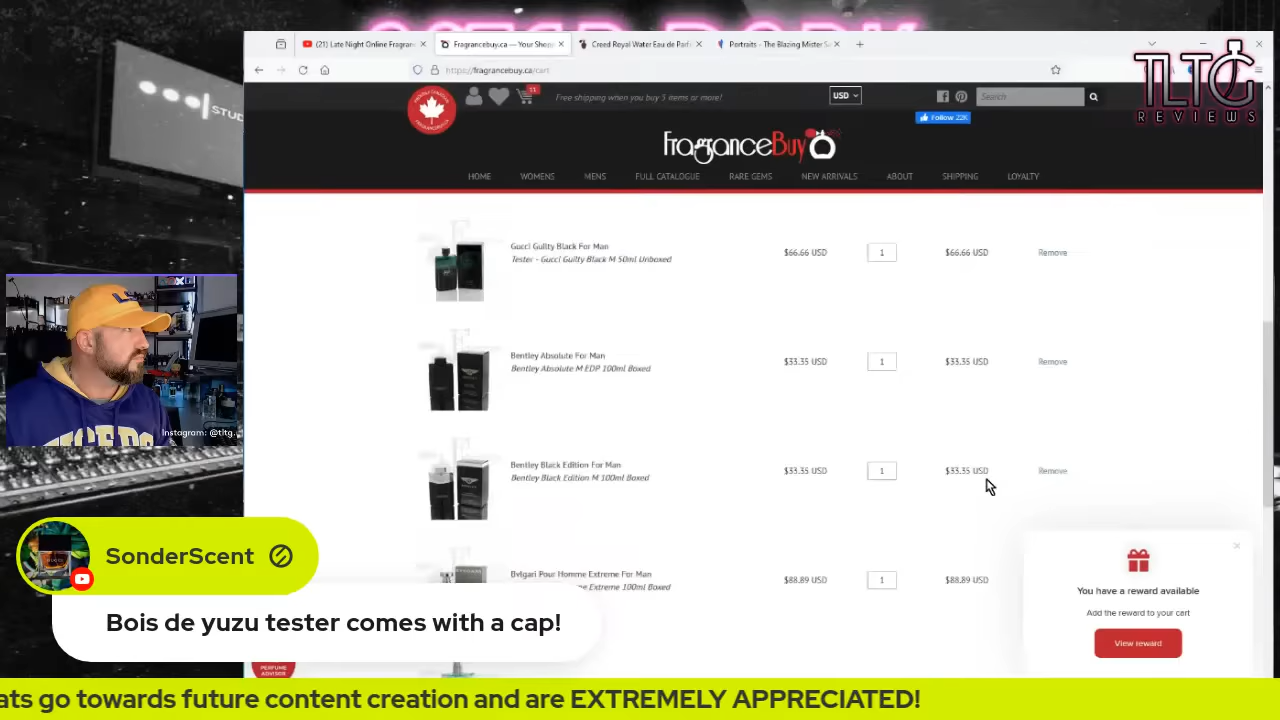 (21) Late Night Online Fragran
Fragrancebuy.ca — Your Shop
Creed Royal Water Eau de Parf
Portraits - The Blazing Mister S
https://fragrancebuy.ca/cart
TLTG
REVIEWS
11
Free shipping when you buy 5 items or more!
USD
Search
Follow 22K
FragranceBuy
HOME
WOMENS
MENS
FULL CATALOGUE
RARE GEMS
NEW ARRIVALS
ABOUT
SHIPPING
LOYALTY
Gucci Guilty Black For Man
Tester - Gucci Guilty Black M 50ml Unboxed
$66.66 USD
1
$66.66 USD
Remove
Bentley Absolute For Man
Bentley Absolute M EDP 100ml Boxed
$33.35 USD
1
$33.35 USD
Remove
Bentley Black Edition For Man
Bentley Black Edition M 100ml Boxed
$33.35 USD
1
$33.35 USD
Remove
Bvlgari Pour Homme Extreme For Man
me Extreme 100ml Boxed
$88.89 USD
1
$88.89 USD
You have a reward available
Add the reward to your cart
View reward
Instagram: @tltg
SonderScent
Bois de yuzu tester comes with a cap!
PERFUME
ADVISER
ats go towards future content creation and are EXTREMELY APPRECIATED!